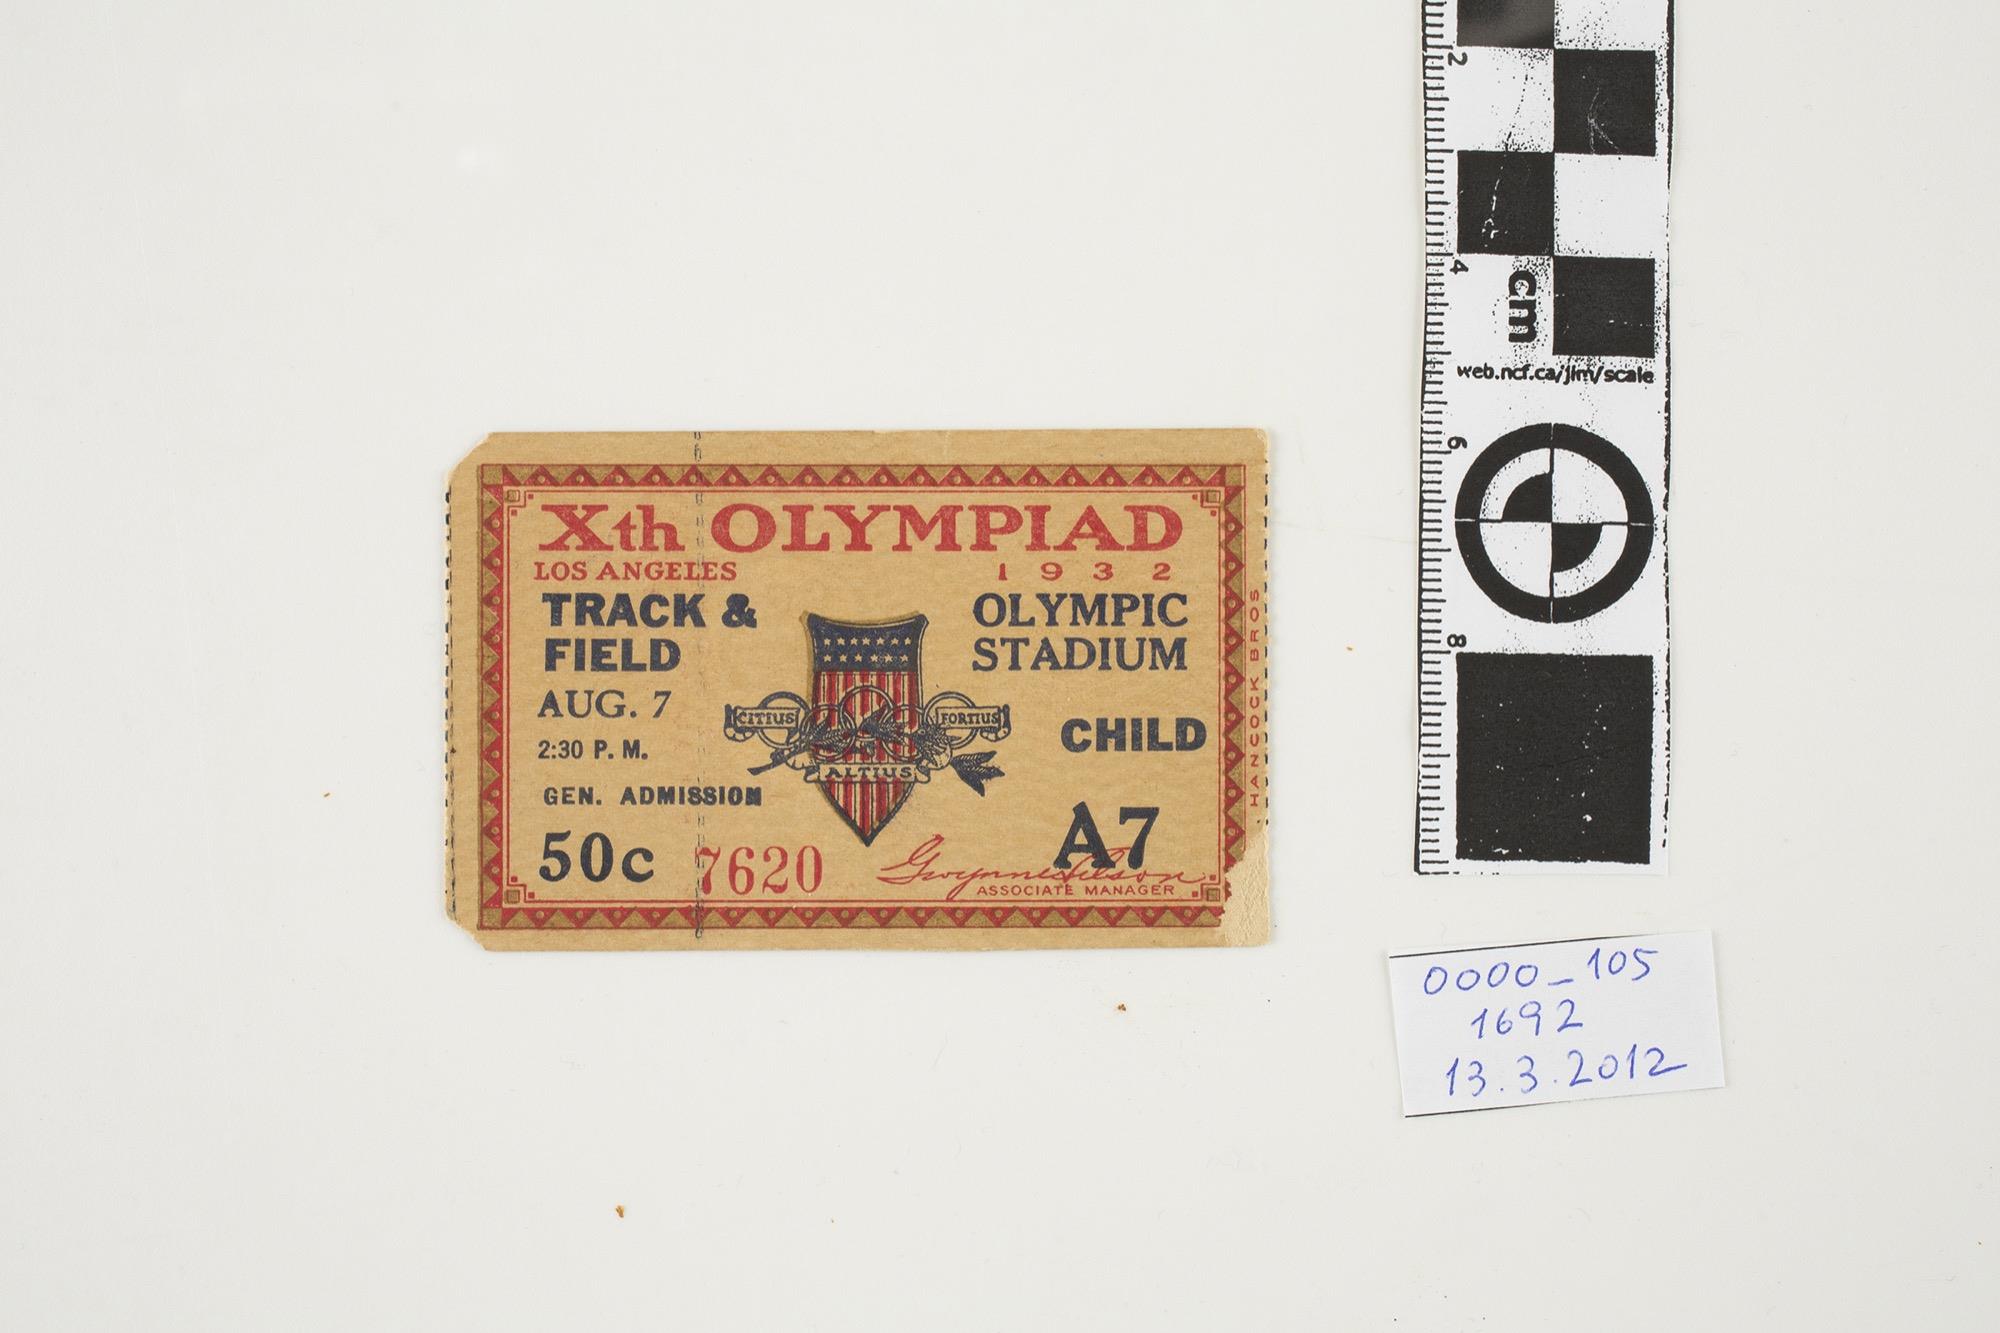 Xth OLYMPIAD
LOS ANGELES 1932
TRACK &
FIELD
AUG. 7
2:30 P. M.
GEN. ADMISSION
50c
7620
CITIUS
ALTIUS
FORTIUS
OLYMPIC
STADIUM
CHILD
A7
Gwynne Wilson
ASSOCIATE MANAGER
HANCOCK BROS
2
4
cm
web.ncf.ca/jim/scale
6
8
0000_105
1692
13.3.2012